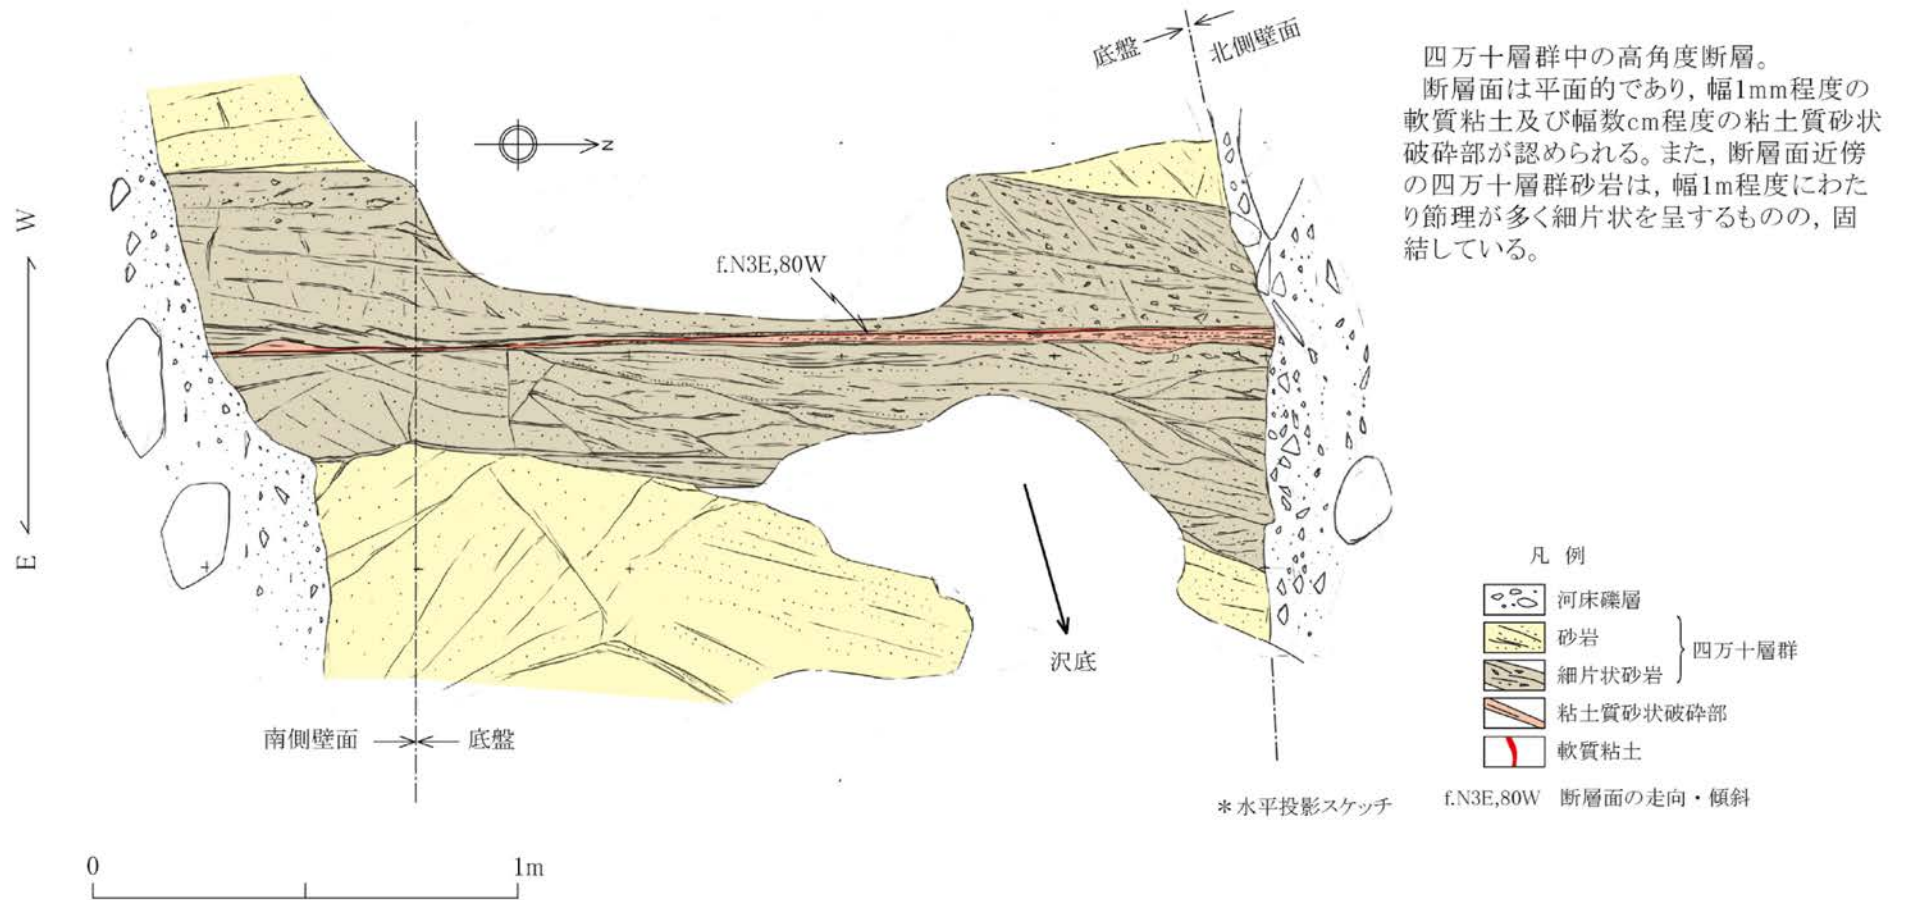 四万十層群中の高角度断層。
断層面は平面的であり, 幅1mm程度の
軟質粘土及び幅数cm程度の粘土質砂状
破砕部が認められる。また, 断層面近傍
の四万十層群砂岩は, 幅1m程度にわた
り節理が多く細片状を呈するものの, 固
結している。
底盤
北側壁面
N
W
E
f.N3E,80W
沢底
南側壁面
底盤
凡 例
河床礫層
砂岩
細片状砂岩
四万十層群
粘土質砂状破砕部
軟質粘土
f.N3E,80W 断層面の走向・傾斜
*水平投影スケッチ
0 1m